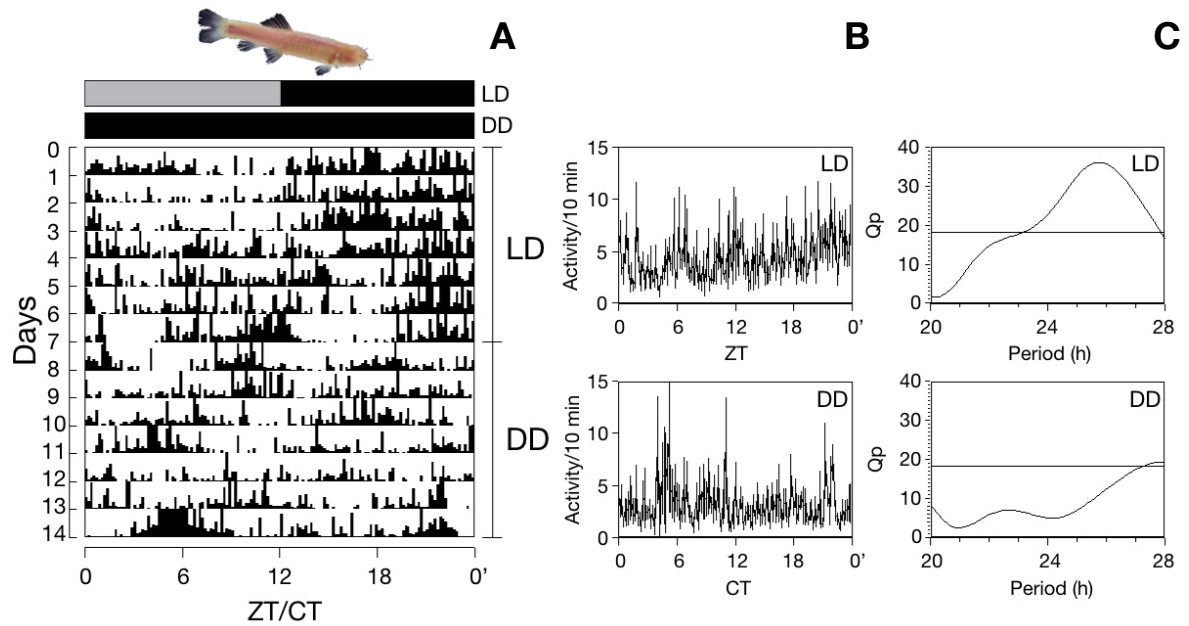 A
B
C
LD
DD
Days
0
1
2
3
4
5
6
7
8
9
10
11
12
13
14
LD
DD
0 6 12 18 0'
ZT/CT
Activity/10 min
15
10
5
0
LD
0 6 12 18 0'
ZT
Qp
40
30
20
10
0
LD
20 24 28
Period (h)
Activity/10 min
15
10
5
0
DD
0 6 12 18 0'
CT
Qp
40
30
20
10
0
DD
20 24 28
Period (h)